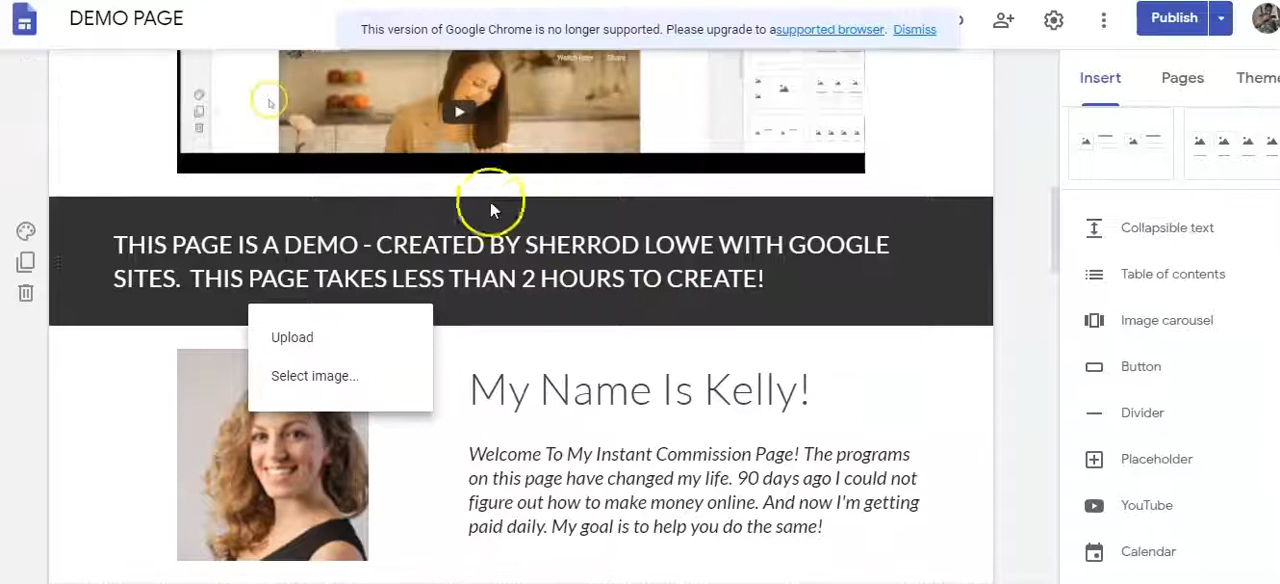 DEMO PAGE
This version of Google Chrome is no longer supported. Please upgrade to a supported browser. Dismiss
Publish
Insert Pages Theme
Watch later Share
THIS PAGE IS A DEMO - CREATED BY SHERROD LOWE WITH GOOGLE
SITES. THIS PAGE TAKES LESS THAN 2 HOURS TO CREATE!
Upload
Select image...
My Name Is Kelly!
Welcome To My Instant Commission Page! The programs
on this page have changed my life. 90 days ago I could not
figure out how to make money online. And now I'm getting
paid daily. My goal is to help you do the same!
Collapsible text
Table of contents
Image carousel
Button
Divider
Placeholder
YouTube
Calendar